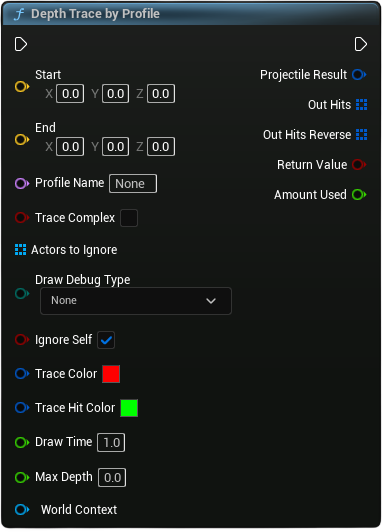 f Depth Trace by Profile
Start
X 0.0 Y 0.0 Z 0.0
Projectile Result
Out Hits
End
X 0.0 Y 0.0 Z 0.0
Out Hits Reverse
Return Value
Profile Name None
Amount Used
Trace Complex
Actors to Ignore
Draw Debug Type
None
Ignore Self
Trace Color
Trace Hit Color
Draw Time 1.0
Max Depth 0.0
World Context